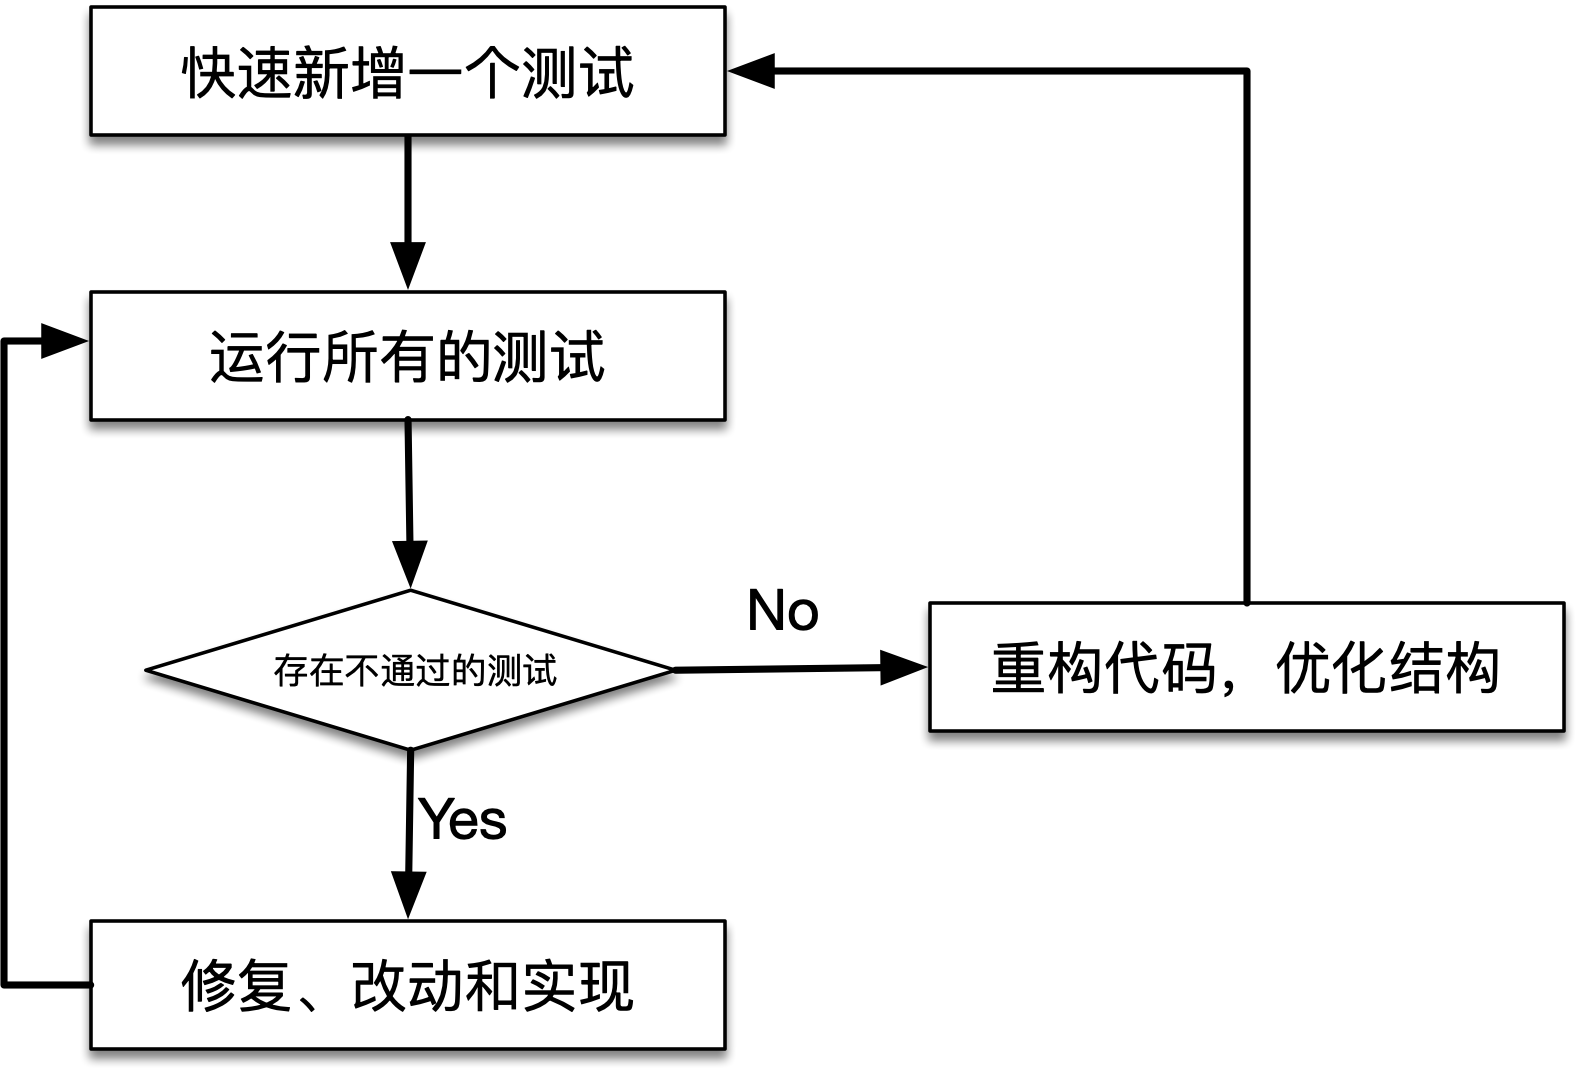 快速新增一个测试
运行所有的测试
存在不通过的测试
No
重构代码，优化结构
Yes
修复、改动和实现